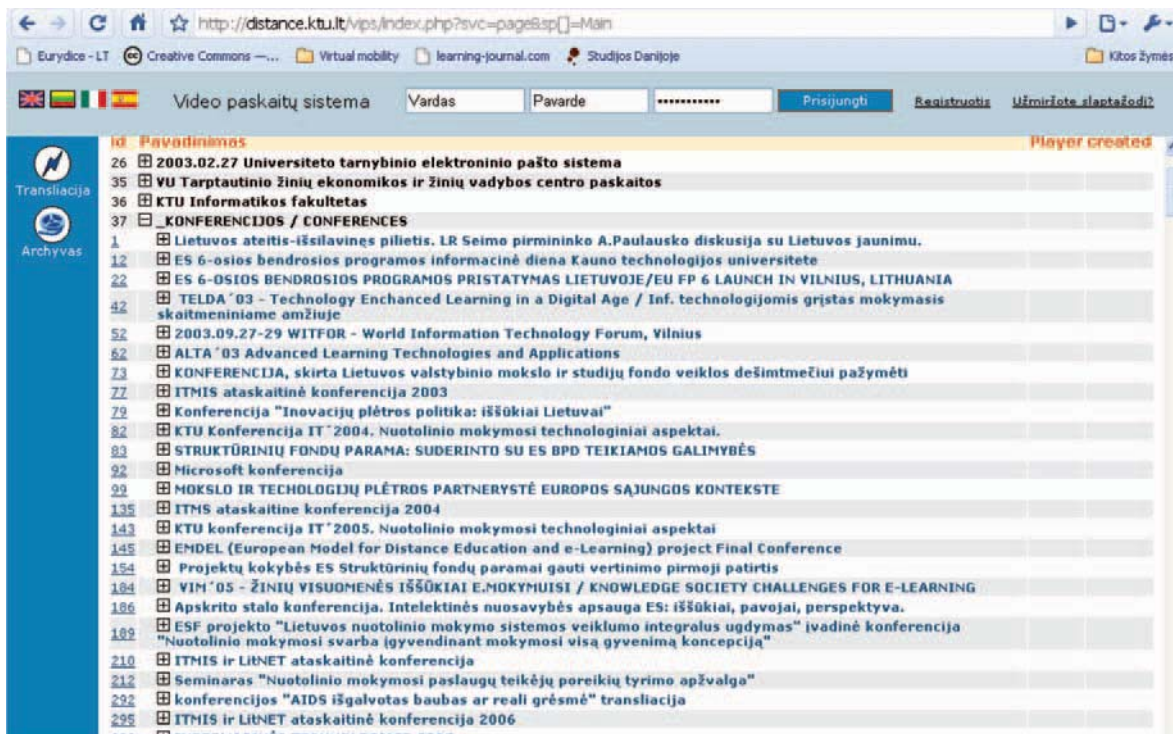 http://distance.ktu.lt/vips/index.php?svc=page&sp[]=Main
Eurydice - LT Creative Commons —... Virtual mobility learning-journal.com Studijos Danijoje Kitos žymės
Video paskaitų sistema Vardas Pavarde ••••••••••• Prisijungti Registruotis Užmiršote slaptažodį?
id Pavadinimas Player created
Transliacija
Archyvas
26 2003.02.27 Universiteto tarnybinio elektroninio pašto sistema
35 VU Tarptautinio žinių ekonomikos ir žinių vadybos centro paskaitos
36 KTU Informatikos fakultetas
37 _KONFERENCIJOS / CONFERENCES
1 Lietuvos ateitis-išsilavinęs pilietis. LR Seimo pirmininko A.Paulausko diskusija su Lietuvos jaunimu.
12 ES 6-osios bendrosios programos informacinė diena Kauno technologijos universitete
22 ES 6-OSIOS BENDROSIOS PROGRAMOS PRISTATYMAS LIETUVOJE/EU FP 6 LAUNCH IN VILNIUS, LITHUANIA
42 TELDA´03 - Technology Enchanced Learning in a Digital Age / Inf. technologijomis grįstas mokymasis
skaitmeniniame amžiuje
52 2003.09.27-29 WITFOR - World Information Technology Forum, Vilnius
62 ALTA´03 Advanced Learning Technologies and Applications
73 KONFERENCIJA, skirta Lietuvos valstybinio mokslo ir studijų fondo veiklos dešimtmečiui pažymėti
77 ITMIS ataskaitinė konferencija 2003
79 Konferencija "Inovacijų plėtros politika: iššūkiai Lietuvai"
82 KTU Konferencija IT´2004. Nuotolinio mokymosi technologiniai aspektai.
83 STRUKTŪRINIŲ FONDŲ PARAMA: SUDERINTO SU ES BPD TEIKIAMOS GALIMYBĖS
92 Microsoft konferencija
99 MOKSLO IR TECHOLOGIJŲ PLĖTROS PARTNERYSTĖ EUROPOS SĄJUNGOS KONTEKSTE
135 ITMS ataskaitine konferencija 2004
143 KTU konferencija IT´2005. Nuotolinio mokymosi technologiniai aspektai
145 EMDEL (European Model for Distance Education and e-Learning) project Final Conference
154 Projektų kokybės ES Struktūrinių fondų paramai gauti vertinimo pirmoji patirtis
184 VIM´05 - ŽINIŲ VISUOMENĖS IŠŠŪKIAI E.MOKYMUISI / KNOWLEDGE SOCIETY CHALLENGES FOR E-LEARNING
186 Apskrito stalo konferencija. Intelektinės nuosavybės apsauga ES: iššūkiai, pavojai, perspektyva.
189 ESF projekto "Lietuvos nuotolinio mokymo sistemos veiklumo integralus ugdymas" įvadinė konferencija
"Nuotolinio mokymosi svarba įgyvendinant mokymosi visą gyvenimą koncepciją"
210 ITMIS ir LitNET ataskaitinė konferencija
212 Seminaras "Nuotolinio mokymosi paslaugų teikėjų poreikių tyrimo apžvalga"
292 konferencijos "AIDS išgalvotas baubas ar reali grėsmė" transliacija
295 ITMIS ir LitNET ataskaitinė konferencija 2006